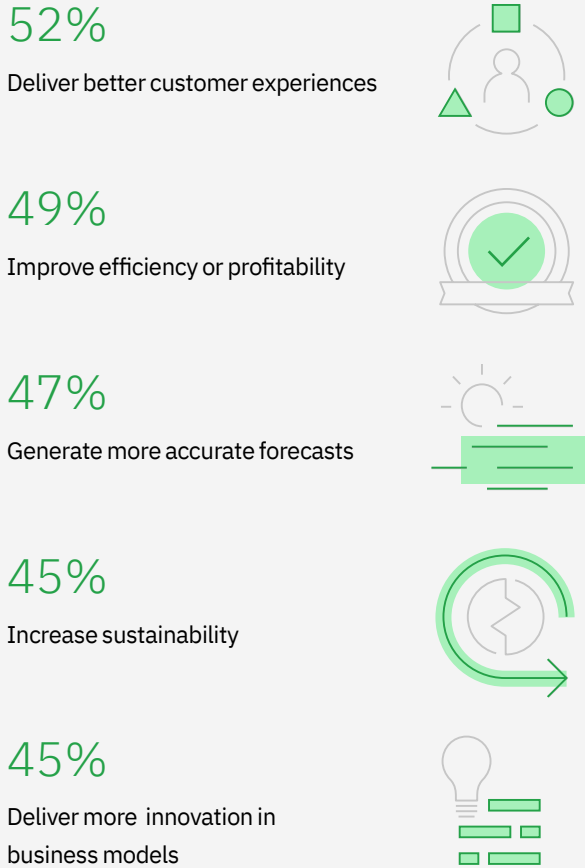 52%
Deliver better customer experiences
49%
Improve efficiency or profitability
47%
Generate more accurate forecasts
45%
Increase sustainability
45%
Deliver more  innovation in
business models